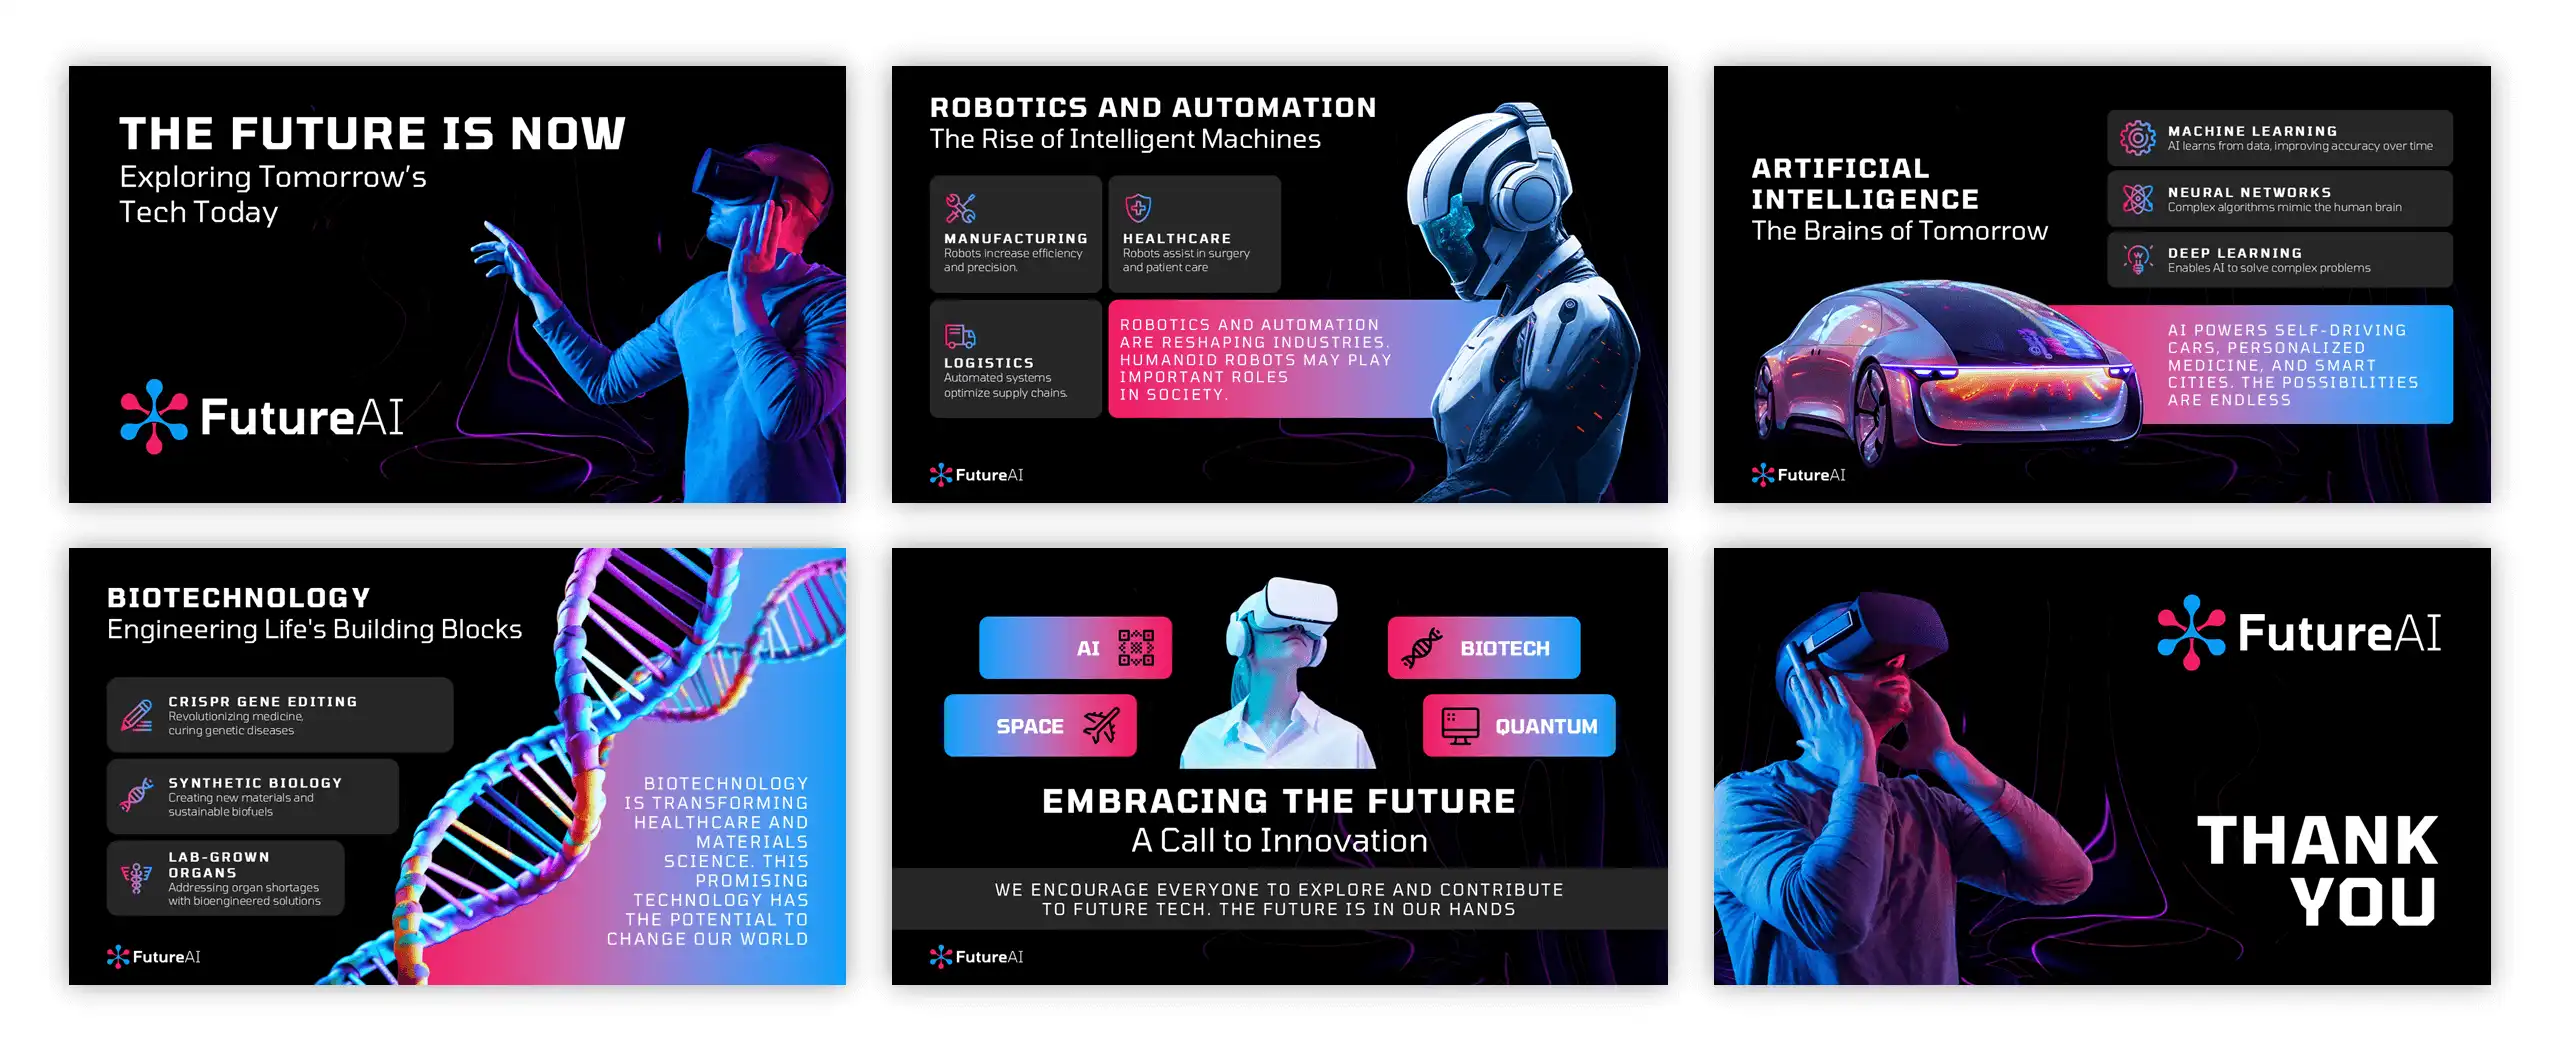 THE FUTURE IS NOW
Exploring Tomorrow's
Tech Today
FutureAI
ROBOTICS AND AUTOMATION
The Rise of Intelligent Machines
MANUFACTURING
Robots increase efficiency
and precision.
HEALTHCARE
Robots assist in surgery
and patient care
LOGISTICS
Automated systems
optimize supply chains.
ROBOTICS AND AUTOMATION
ARE RESHAPING INDUSTRIES.
HUMANOID ROBOTS MAY PLAY
IMPORTANT ROLES
IN SOCIETY.
FutureAI
ARTIFICIAL
INTELLIGENCE
The Brains of Tomorrow
MACHINE LEARNING
AI learns from data, improving accuracy over time
NEURAL NETWORKS
Complex algorithms mimic the human brain
DEEP LEARNING
Enables AI to solve complex problems
AI POWERS SELF-DRIVING
CARS, PERSONALIZED
MEDICINE, AND SMART
CITIES. THE POSSIBILITIES
ARE ENDLESS
FutureAI
BIOTECHNOLOGY
Engineering Life's Building Blocks
CRISPR GENE EDITING
Revolutionizing medicine,
curing genetic diseases
SYNTHETIC BIOLOGY
Creating new materials and
sustainable biofuels
LAB-GROWN
ORGANS
Addressing organ shortages
with bioengineered solutions
BIOTECHNOLOGY
IS TRANSFORMING
HEALTHCARE AND
MATERIALS
SCIENCE. THIS
PROMISING
TECHNOLOGY HAS
THE POTENTIAL TO
CHANGE OUR WORLD
FutureAI
AI
BIOTECH
SPACE
QUANTUM
EMBRACING THE FUTURE
A Call to Innovation
WE ENCOURAGE EVERYONE TO EXPLORE AND CONTRIBUTE
TO FUTURE TECH. THE FUTURE IS IN OUR HANDS
FutureAI
FutureAI
THANK
YOU